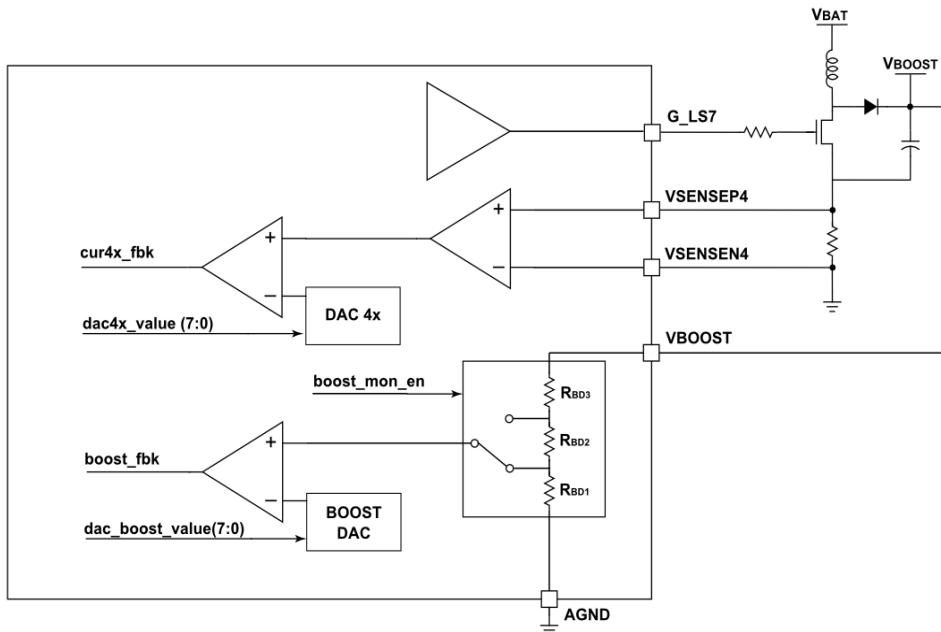 VBAT
VBOOST
G_LS7
VSENSEP4
+
+
cur4x_fbk
−
VSENSEN4
−
DAC 4x
dac4x_value (7:0)
VBOOST
boost_mon_en
RBD3
RBD2
+
boost_fbk
RBD1
−
BOOST
DAC
dac_boost_value(7:0)
AGND